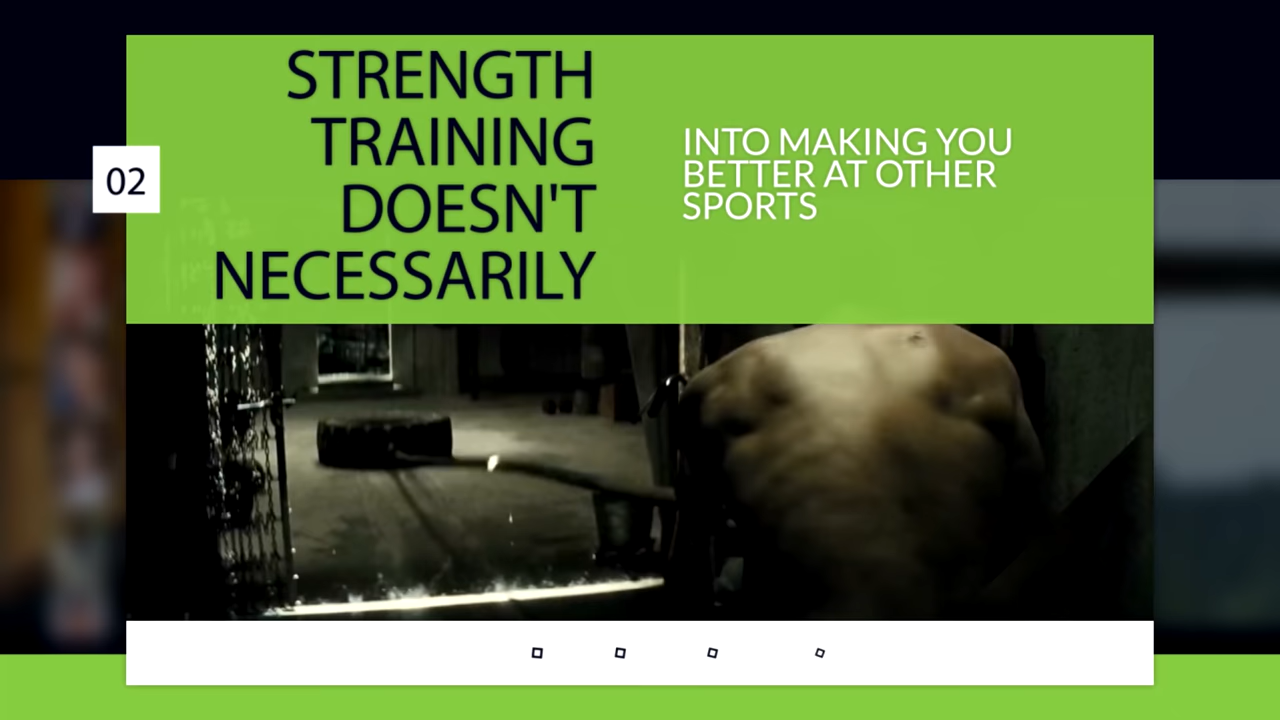 STRENGTH
TRAINING
DOESN'T
NECESSARILY
INTO MAKING YOU
BETTER AT OTHER
SPORTS
02